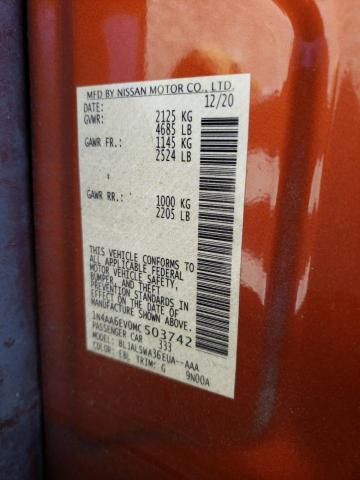 MFD BY NISSAN MOTOR CO., LTD.
DATE: 12/20
GVWR: 2125 KG
4685 LB
GAWR FR.: 1145 KG
2524 LB
GAWR RR.: 1000 KG
2205 LB
THIS VEHICLE CONFORMS TO
ALL APPLICABLE FEDERAL
MOTOR VEHICLE SAFETY,
BUMPER, AND THEFT
PREVENTION STANDARDS
IN EFFECT ON THE DATE OF
MANUFACTURE SHOWN ABOVE.
1N4AA6EV0MC503742
PASSENGER CAR 333
MODEL: BLJALSWA36EUA--AAA
COLOR: EBL TRIM: G 9N00A